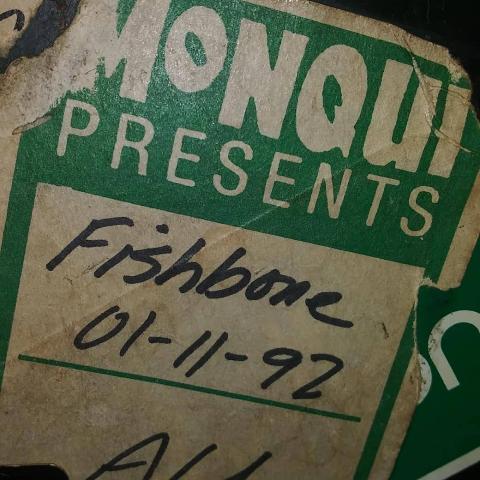 MONQUI
PRESENTS
Fishbone
01-11-92